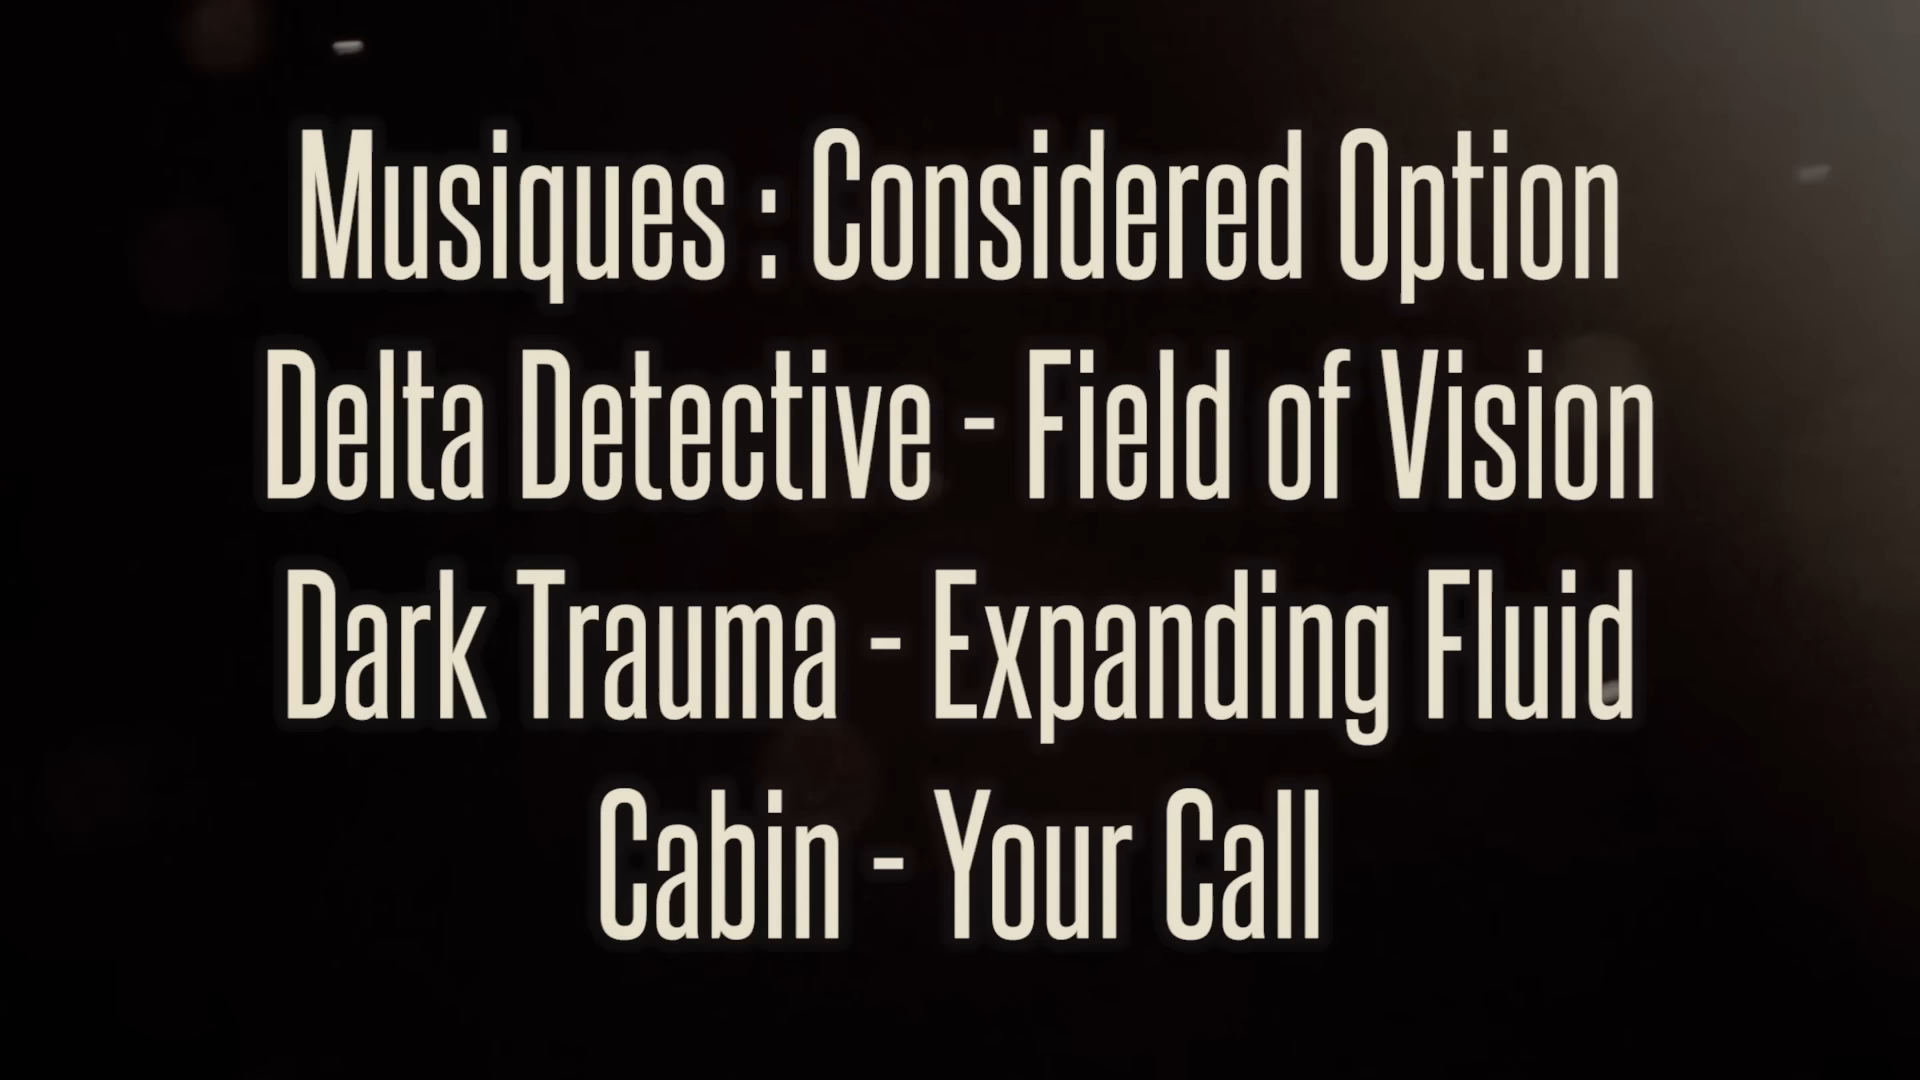 Musiques : Considered Option
Delta Detective - Field of Vision
Dark Trauma - Expanding Fluid
Cabin - Your Call